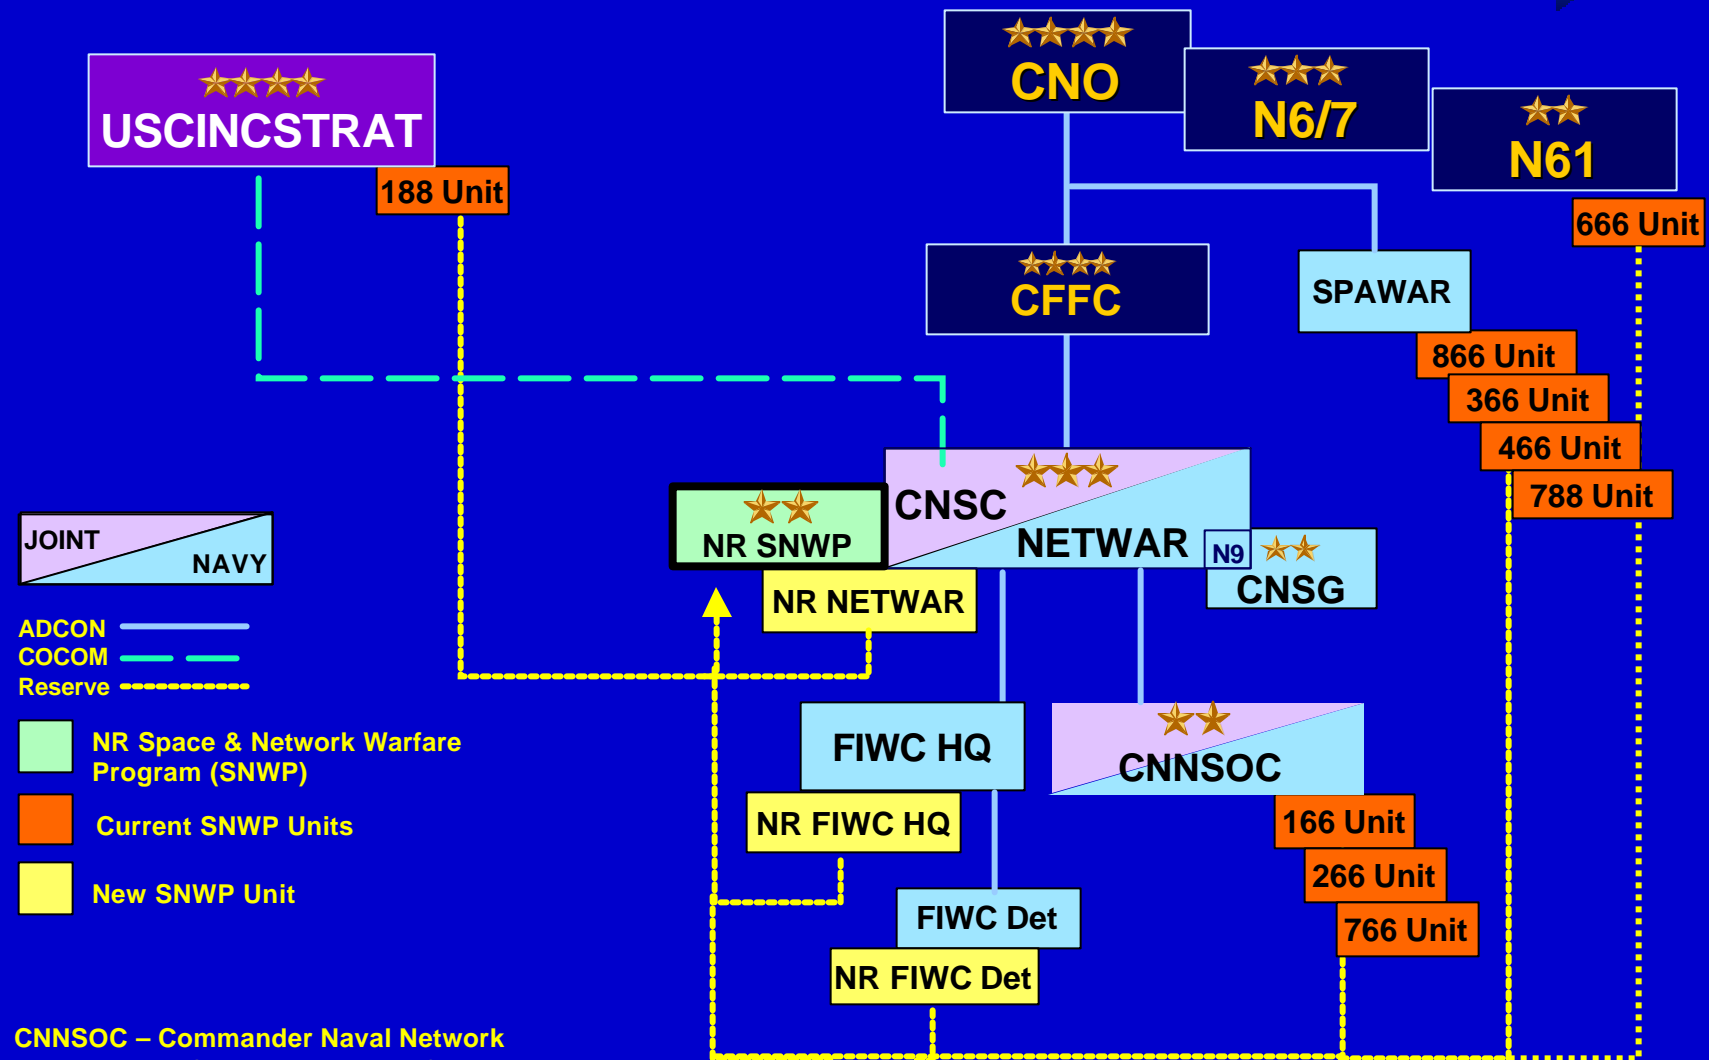 CNO
N6/7
N61
USCINCSTRAT
188 Unit
666 Unit
CFFC
SPAWAR
866 Unit
366 Unit
466 Unit
788 Unit
CNSC
NETWAR
N9
CNSG
NR SNWP
NR NETWAR
JOINT
NAVY
ADCON
COCOM
Reserve
NR Space & Network Warfare
Program (SNWP)
Current SNWP Units
New SNWP Unit
FIWC HQ
NR FIWC HQ
CNNSOC
166 Unit
266 Unit
766 Unit
FIWC Det
NR FIWC Det
CNNSOC – Commander Naval Network